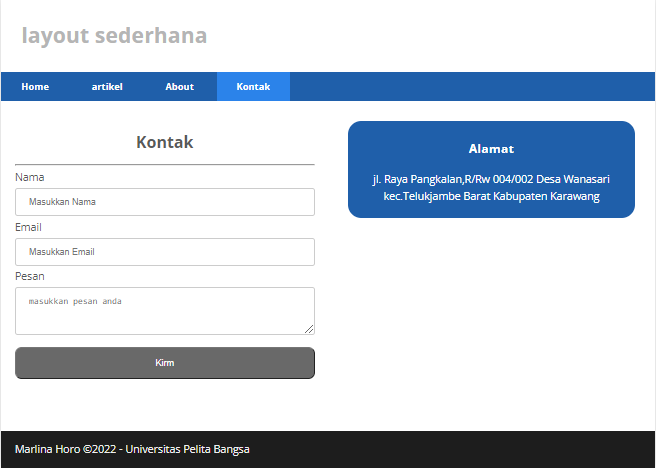 layout sederhana
Home artikel About Kontak
Kontak
Nama
Masukkan Nama
Email
Masukkan Email
Pesan
masukkan pesan anda
Kirm
Alamat
jl. Raya Pangkalan,R/Rw 004/002 Desa Wanasari
kec.Telukjambe Barat Kabupaten Karawang
Marlina Horo ©2022 - Universitas Pelita Bangsa